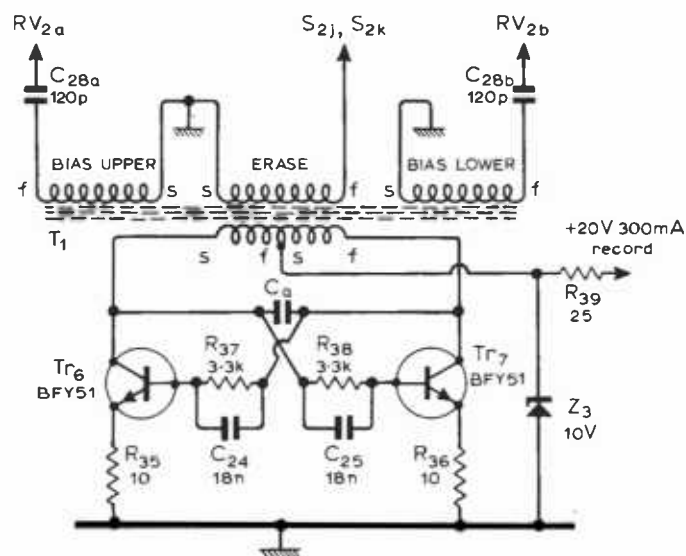 RV2a
S2j, S2k
RV2b
C28a
120p
C28b
120p
BIAS UPPER
ERASE
BIAS LOWER
f
s
s
f
s
f
T1
s
f
s
f
+20V 300mA
record
R39
25
Ca
R37
3·3k
R38
3·3k
Tr6
BFY51
Tr7
BFY51
Z3
10V
C24
18n
C25
18n
R35
10
R36
10